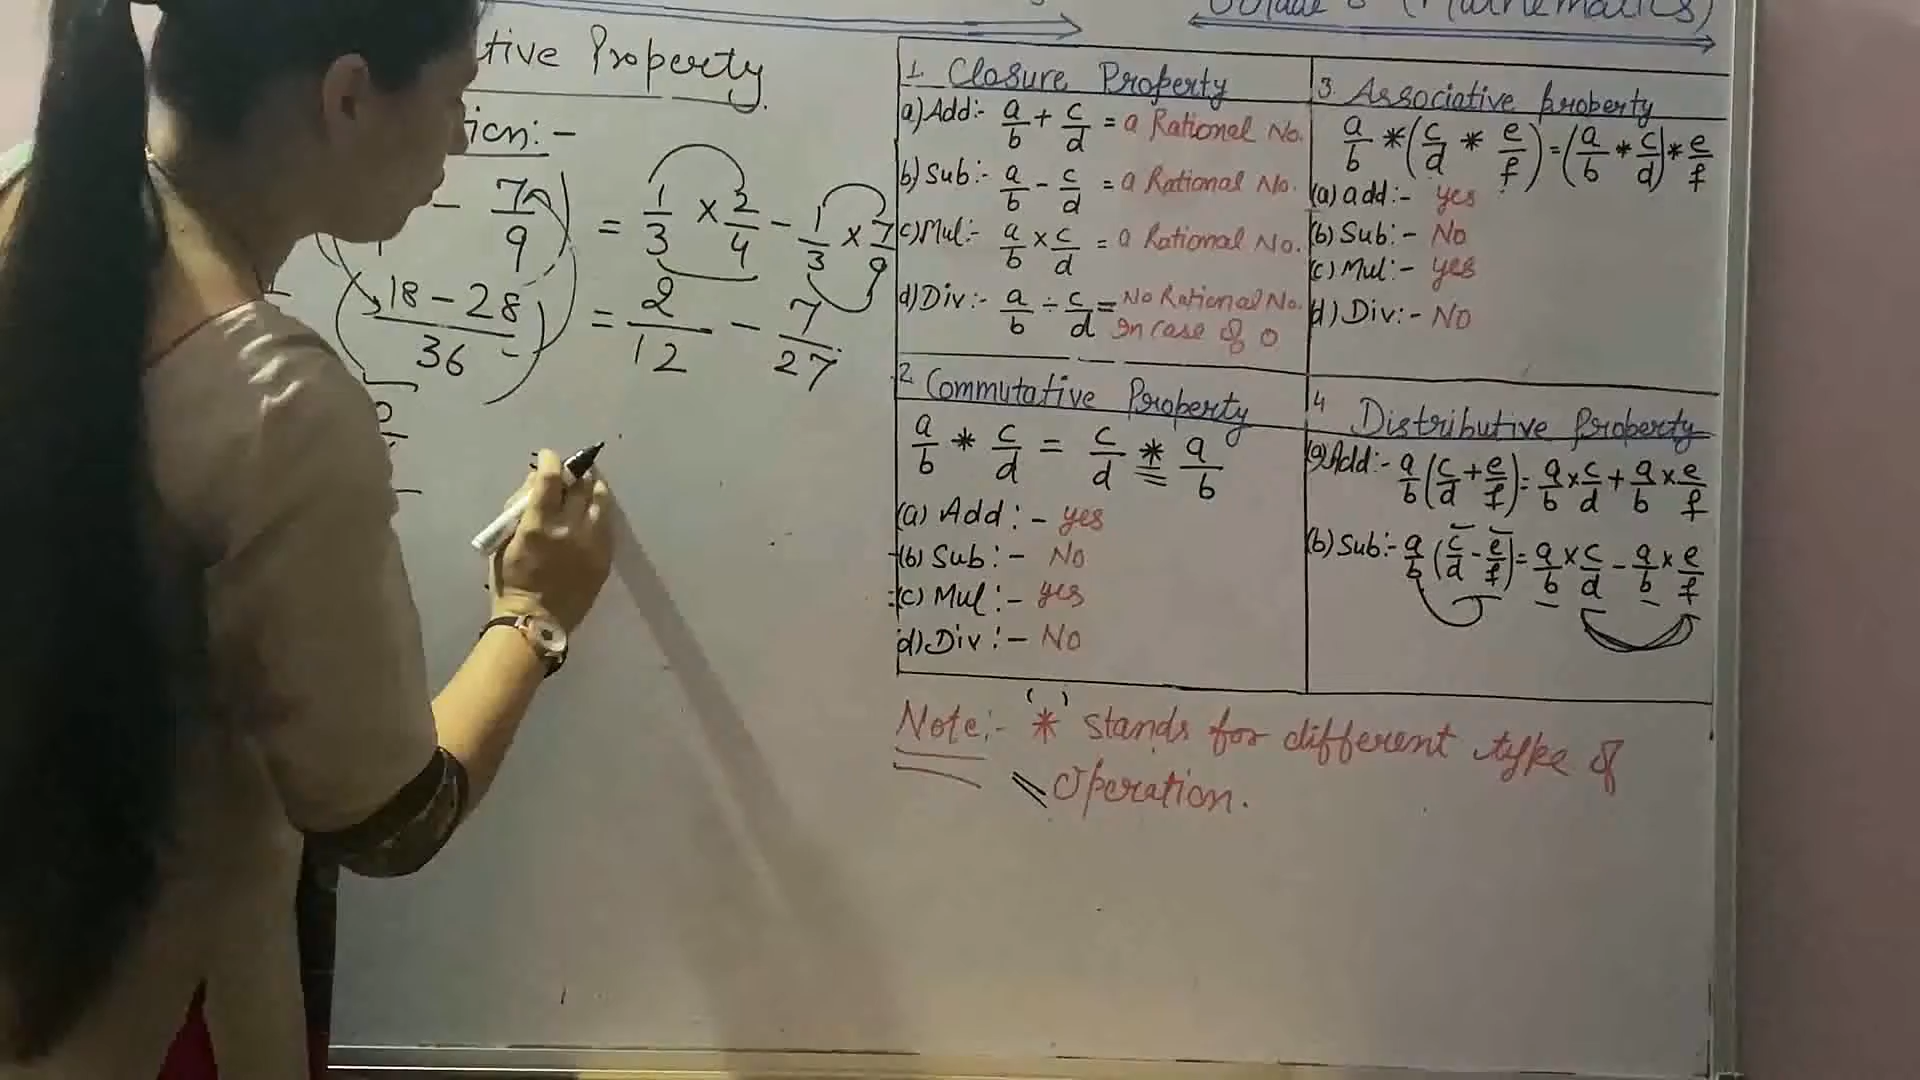 (Mathematics)
tive Property
- 7/9 ) = 1/3 × 2/4 - 1/3 × 7/9
( 18 - 28 / 36 ) = 2/12 - 7/27
=
1. Closure Property
a) Add:- a/b + c/d = a Rational No.
b) Sub:- a/b - c/d = a Rational No.
c) Mul:- a/b × c/d = a Rational No.
d) Div:- a/b ÷ c/d = No Rational No.
In case of 0
2 Commutative Property
a/b * c/d = c/d * a/b
(a) Add:- yes
(b) Sub:- No
(c) Mul:- yes
d) Div:- No
3 Associative property
a/b * (c/d * e/f) = (a/b * c/d) * e/f
(a) add:- yes
(b) Sub:- No
(c) Mul:- yes
d) Div:- No
4 Distributive Property
(a) Add:- a/b (c/d + e/f) = a/b × c/d + a/b × e/f
(b) Sub:- a/b (c/d - e/f) = a/b × c/d - a/b × e/f
Note:- (*) stands for different type of
Operation.